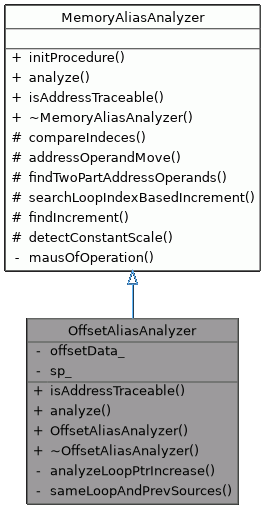 MemoryAliasAnalyzer
+ initProcedure()
+ analyze()
+ isAddressTraceable()
+ ~MemoryAliasAnalyzer()
# compareIndeces()
# addressOperandMove()
# findTwoPartAddressOperands()
# searchLoopIndexBasedIncrement()
# findIncrement()
# detectConstantScale()
- mausOfOperation()
OffsetAliasAnalyzer
- offsetData_
- sp_
+ isAddressTraceable()
+ analyze()
+ OffsetAliasAnalyzer()
+ ~OffsetAliasAnalyzer()
- analyzeLoopPtrIncrease()
- sameLoopAndPrevSources()